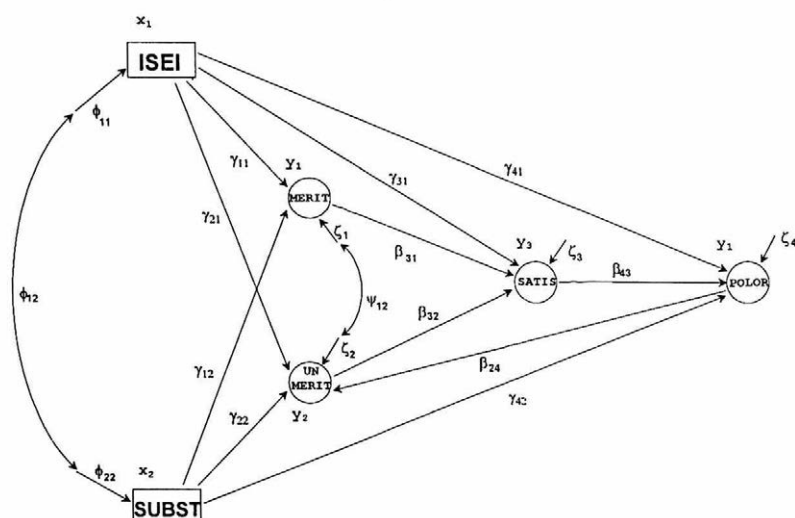 x₁
ISEI
ϕ₁₁
γ₁₁
y₁
MERIT
γ₂₁
ζ₁
γ₃₁
γ₄₁
β₃₁
y₃
ζ₃
SATIS
y₁
ζ₄
POLOR
β₄₃
ϕ₁₂
ψ₁₂
β₃₂
γ₁₂
ζ₂
UN
MERIT
y₂
β₂₄
γ₄₂
γ₂₂
ϕ₂₂
x₂
SUBST